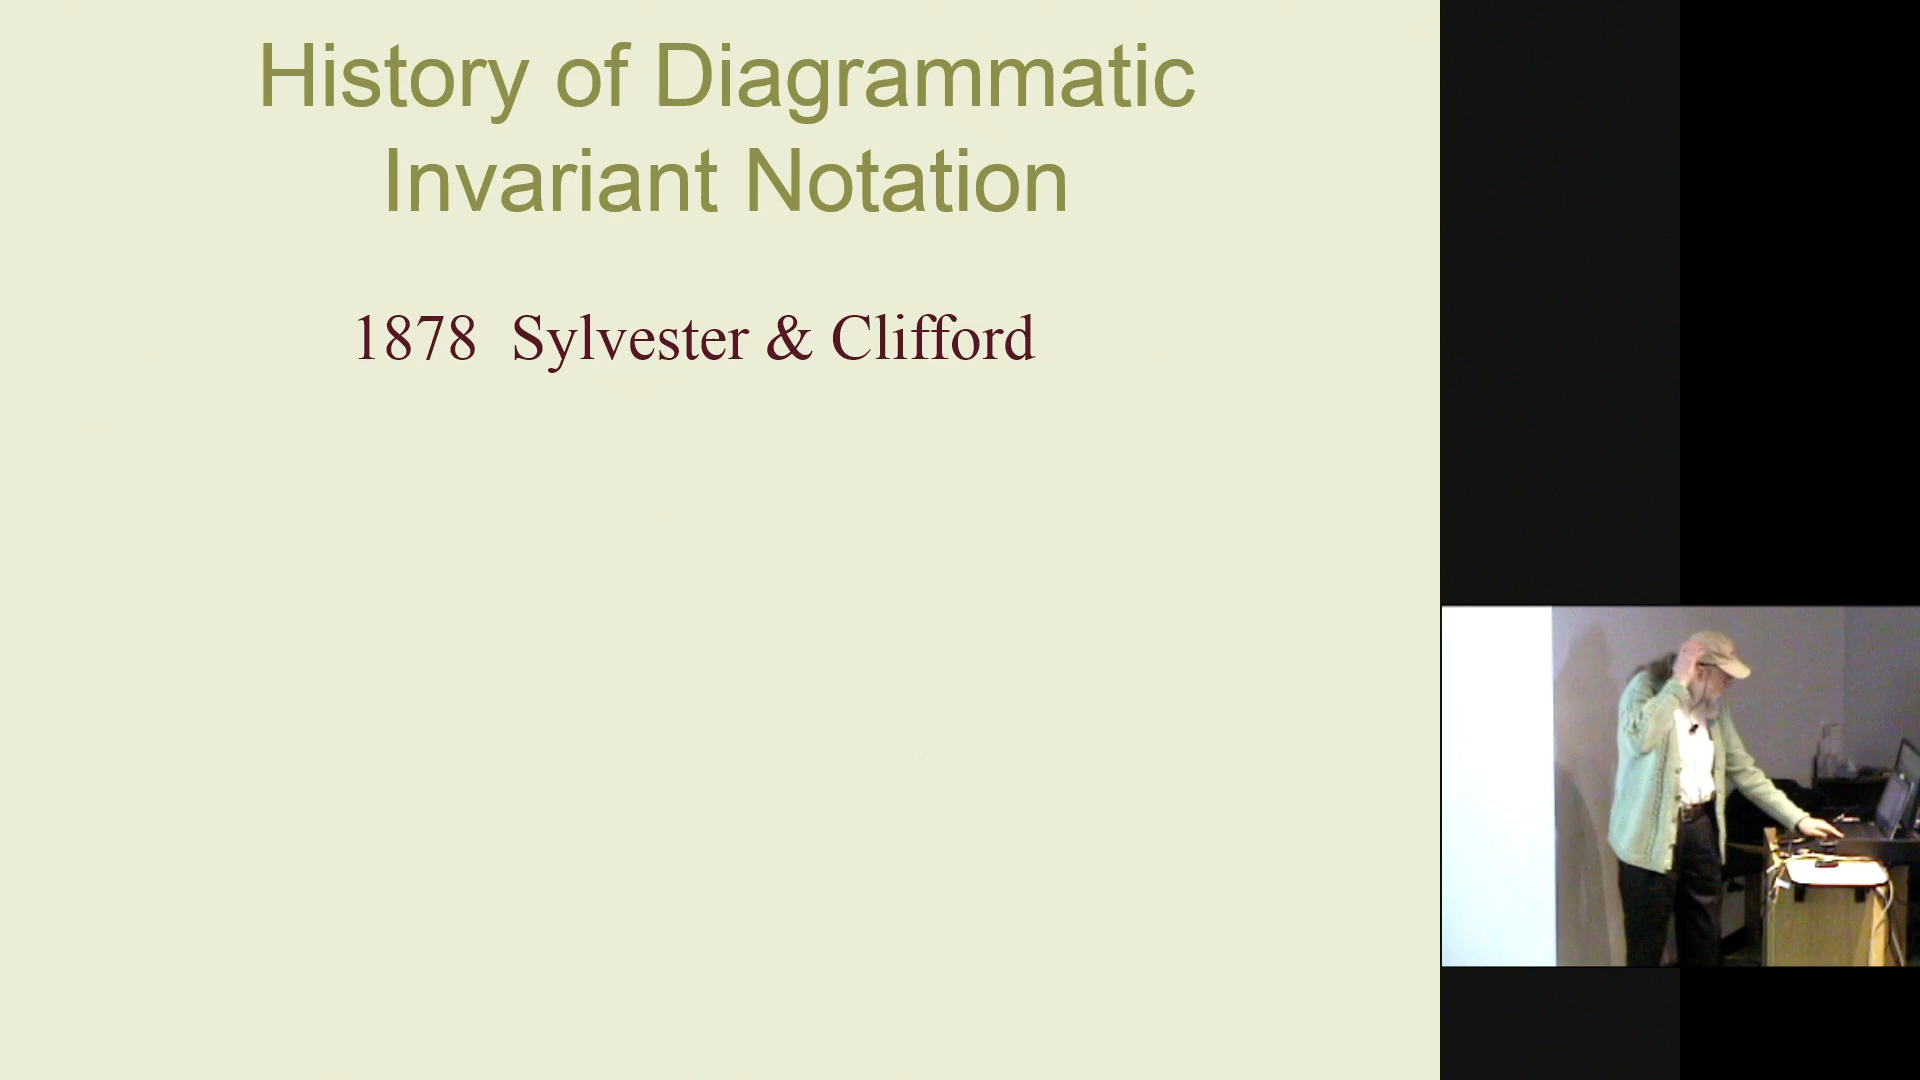 History of Diagrammatic
Invariant Notation
1878 Sylvester & Clifford